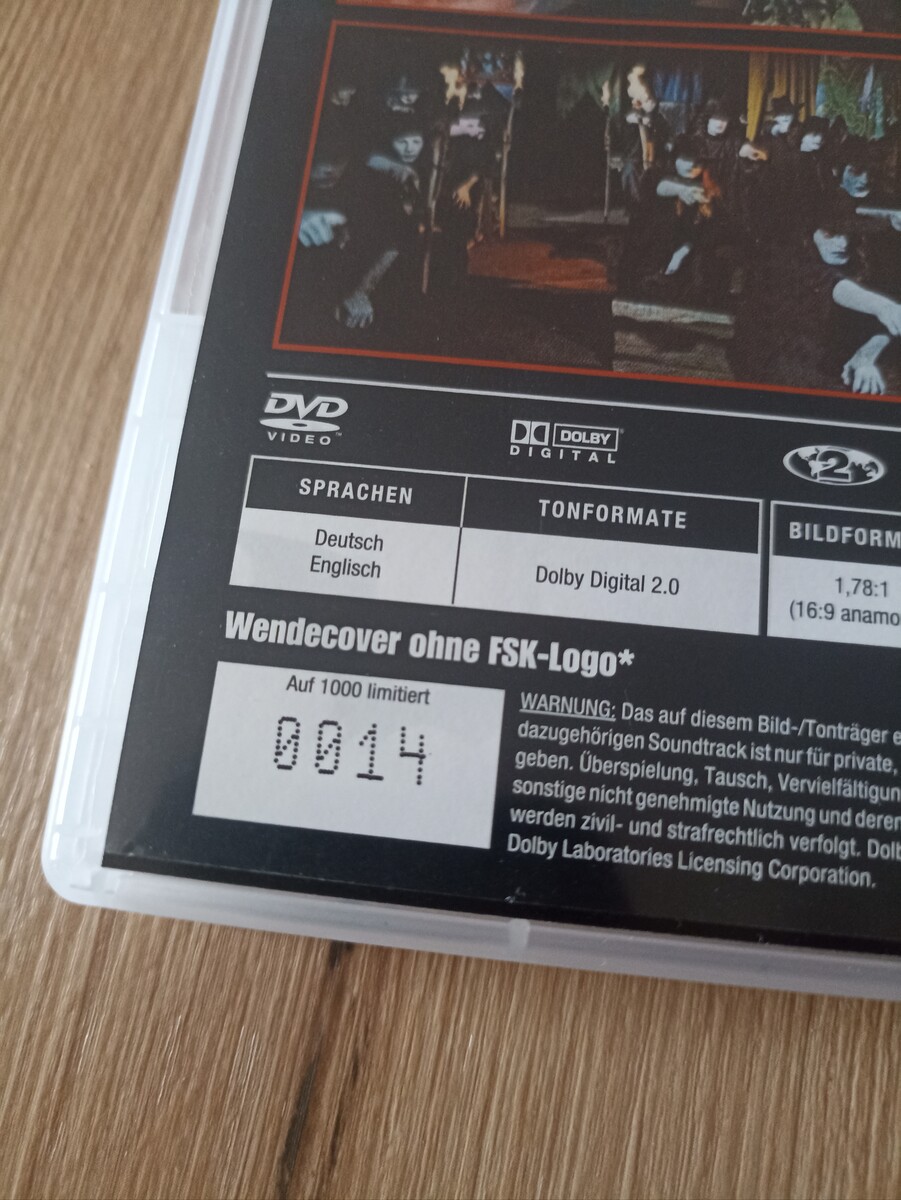 DVD
VIDEO™
DOLBY
DIGITAL
2
SPRACHEN
Deutsch
Englisch
TONFORMATE
Dolby Digital 2.0
BILDFORM
1,78:1
(16:9 anamo
Wendecover ohne FSK-Logo*
Auf 1000 limitiert
0014
WARNUNG: Das auf diesem Bild-/Tonträger e
dazugehörigen Soundtrack ist nur für private,
geben. Überspielung, Tausch, Vervielfältigun
sonstige nicht genehmigte Nutzung und deren
werden zivil- und strafrechtlich verfolgt. Dolb
Dolby Laboratories Licensing Corporation.